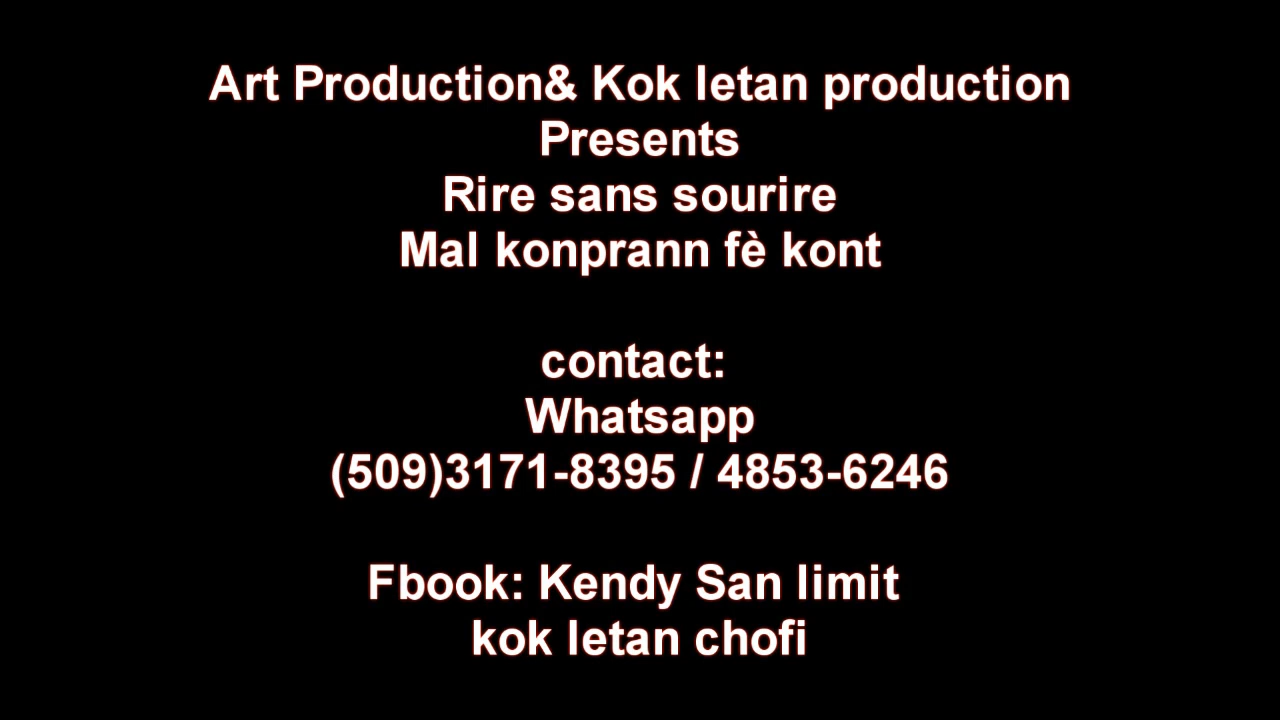 Art Production& Kok letan production
Presents
Rire sans sourire
Mal konprann fè kont
contact:
Whatsapp
(509)3171-8395 / 4853-6246
Fbook: Kendy San limit
kok letan chofi